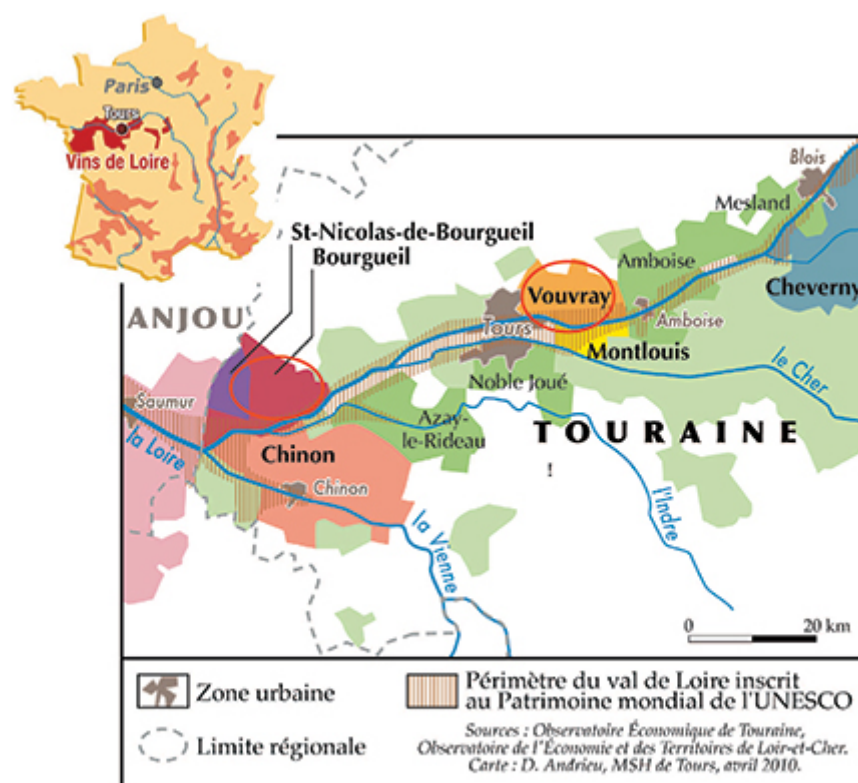 Paris
Tours
Vins de Loire
St-Nicolas-de-Bourgueil
Bourgueil
Blois
Mesland
Amboise
Cheverny
ANJOU
Vouvray
Tours
Amboise
Montlouis
le Cher
Saumur
Noble Joué
Azay-
le-Rideau
TOURAINE
la Loire
Chinon
Chinon
!
la Vienne
l'Indre
0 20 km
Zone urbaine
Limite régionale
Périmètre du val de Loire inscrit
au Patrimoine mondial de l'UNESCO
Sources : Observatoire Économique de Touraine,
Observatoire de l'Économie et des Territoires de Loir-et-Cher.
Carte : D. Andrieu, MSH de Tours, avril 2010.